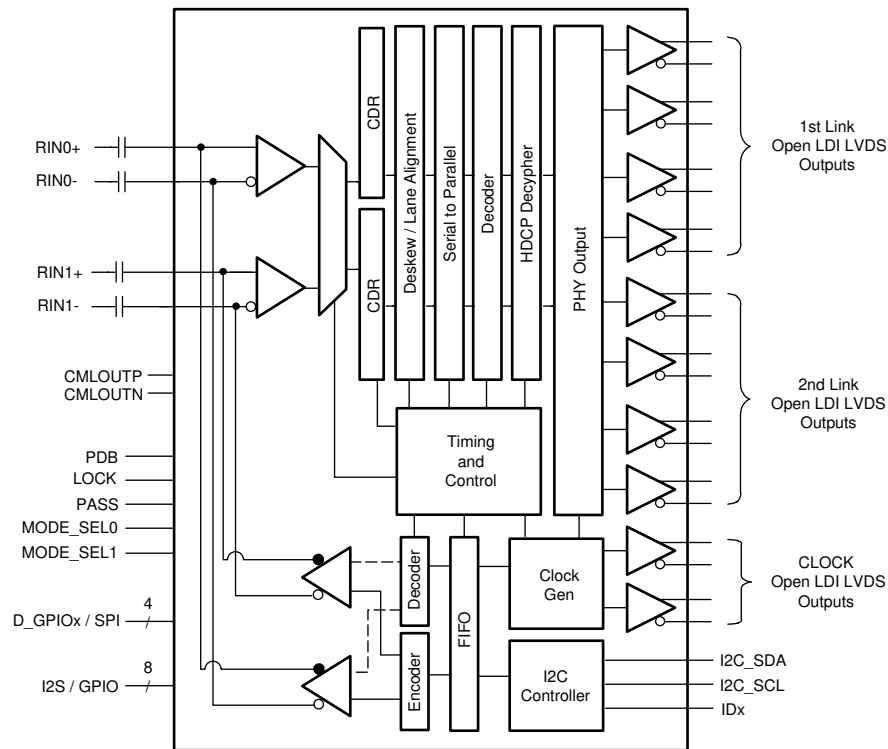 RIN0+
RIN0-
RIN1+
RIN1-
CMLOUTP
CMLOUTN
PDB
LOCK
PASS
MODE_SEL0
MODE_SEL1
D_GPIOx / SPI
4
I2S / GPIO
8
CDR
CDR
Deskew / Lane Alignment
Serial to Parallel
Decoder
HDCP Decypher
PHY Output
Timing
and
Control
Decoder
Encoder
FIFO
Clock
Gen
I2C
Controller
1st Link
Open LDI LVDS
Outputs
2nd Link
Open LDI LVDS
Outputs
CLOCK
Open LDI LVDS
Outputs
I2C_SDA
I2C_SCL
IDx